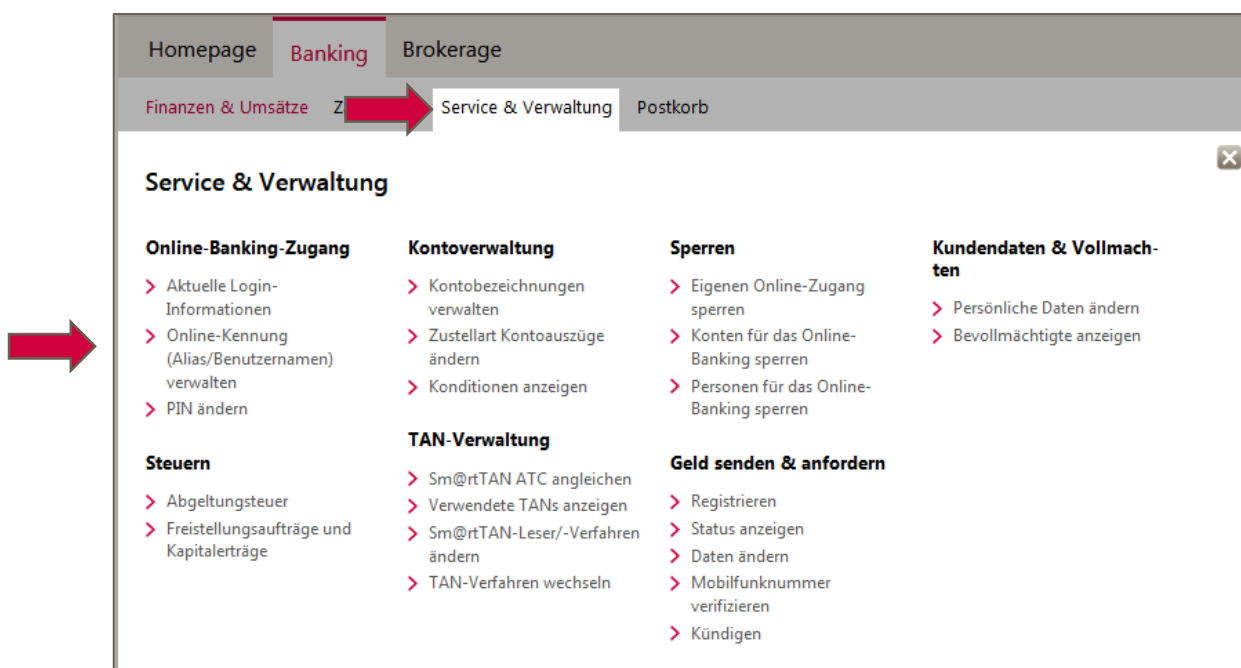 Homepage Banking Brokerage
Finanzen & Umsätze Z Service & Verwaltung Postkorb
Service & Verwaltung
Online-Banking-Zugang
Aktuelle Login-
Informationen
Online-Kennung
(Alias/Benutzernamen)
verwalten
PIN ändern
Steuern
Abgeltungsteuer
Freistellungsaufträge und
Kapitalerträge
Kontoverwaltung
Kontobezeichnungen
verwalten
Zustellart Kontoauszüge
ändern
Konditionen anzeigen
TAN-Verwaltung
Sm@rtTAN ATC angleichen
Verwendete TANs anzeigen
Sm@rtTAN-Leser/-Verfahren
ändern
TAN-Verfahren wechseln
Sperren
Eigenen Online-Zugang
sperren
Konten für das Online-
Banking sperren
Personen für das Online-
Banking sperren
Geld senden & anfordern
Registrieren
Status anzeigen
Daten ändern
Mobilfunknummer
verifizieren
Kündigen
Kundendaten & Vollmach-
ten
Persönliche Daten ändern
Bevollmächtigte anzeigen